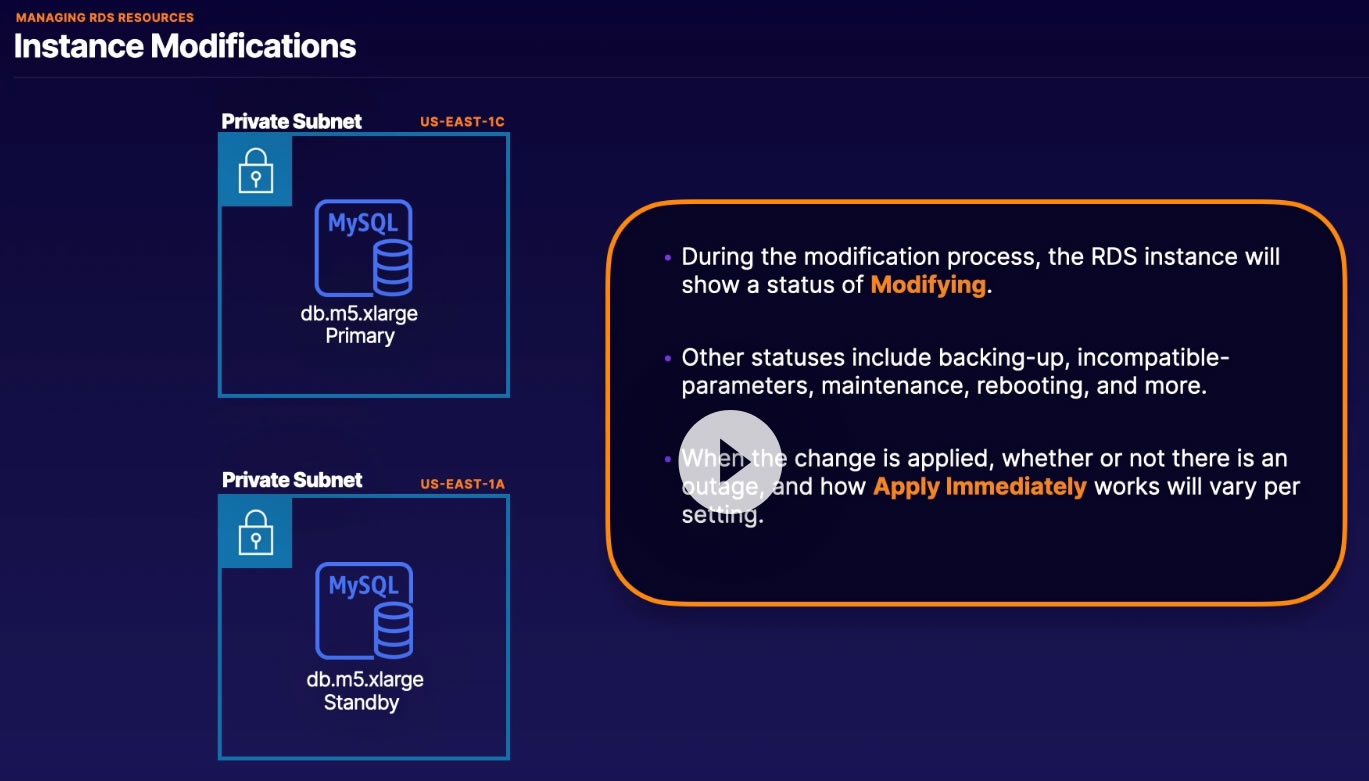 MANAGING RDS RESOURCES
Instance Modifications
Private Subnet
US-EAST-1C
MySQL
db.m5.xlarge
Primary
Private Subnet
US-EAST-1A
MySQL
db.m5.xlarge
Standby
• During the modification process, the RDS instance will
show a status of Modifying.
• Other statuses include backing-up, incompatible-
parameters, maintenance, rebooting, and more.
• When the change is applied, whether or not there is an
outage, and how Apply Immediately works will vary per
setting.